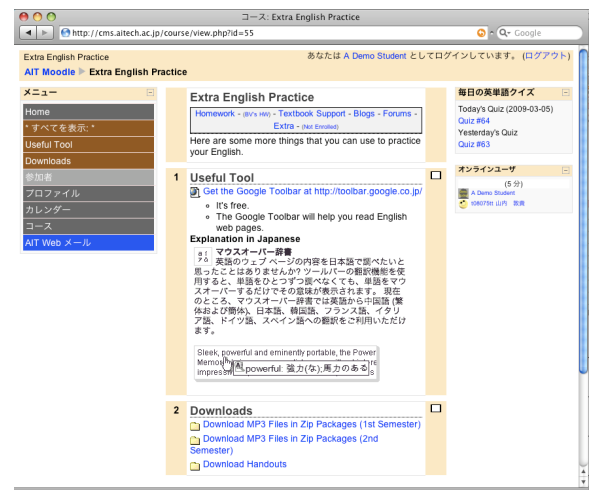 コース: Extra English Practice
http://cms.aitech.ac.jp/course/view.php?id=55
Google
Extra English Practice
あなたは A Demo Student としてログインしています。 (ログアウト)
AIT Moodle ► Extra English Practice
メニュー
Home
* すべてを表示: *
Useful Tool
Downloads
参加者
プロフィール
カレンダー
コース
AIT Web メール
Extra English Practice
Homework - (BV's HW) - Textbook Support - Blogs - Forums -
Extra - (Not Enrolled)
Here are some more things that you can use to practice
your English.
1 Useful Tool
Get the Google Toolbar at http://toolbar.google.co.jp/
It's free.
The Google Toolbar will help you read English
web pages.
Explanation in Japanese
マウスオーバー辞書
英語のウェブ ページの内容を日本語で調べたいと
思ったことはありませんか? ツールバーの翻訳機能を使
用すると、単語をひとつずつ調べなくても、単語をマウ
スオーバーするだけでその意味が表示されます。 現在
のところ、マウスオーバー辞書では英語から中国語 (繁
体および簡体)、日本語、韓国語、フランス語、イタリ
ア語、ドイツ語、スペイン語への翻訳をご利用いただけ
ます。
Sleek, powerful and eminently portable, the Power
Memo
impress
powerful: 強力(な);馬力のある
2 Downloads
Download MP3 Files in Zip Packages (1st Semester)
Download MP3 Files in Zip Packages (2nd
Semester)
Download Handouts
毎日の英単語クイズ
Today's Quiz (2009-03-05)
Quiz #64
Yesterday's Quiz
Quiz #63
オンラインユーザ
(5 分)
A Demo Student
山内